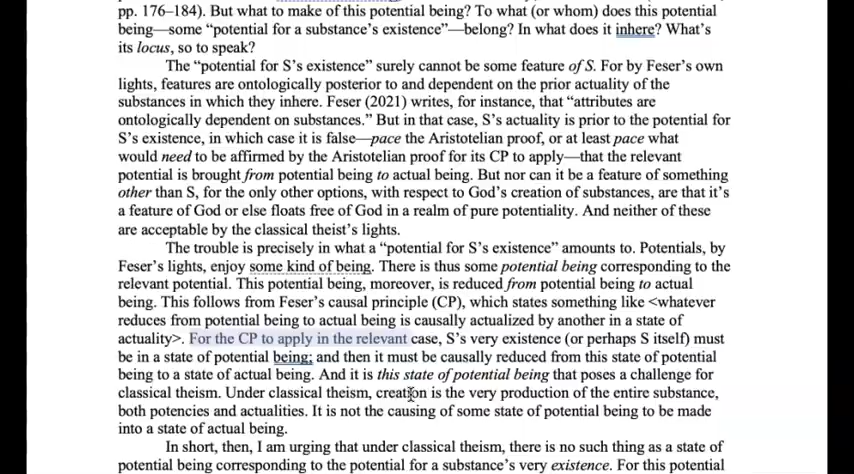 pp. 176–184). But what to make of this potential being? To what (or whom) does this potential
being—some “potential for a substance’s existence”—belong? In what does it inhere? What’s
its locus, so to speak?
The “potential for S’s existence” surely cannot be some feature of S. For by Feser’s own
lights, features are ontologically posterior to and dependent on the prior actuality of the
substances in which they inhere. Feser (2021) writes, for instance, that “attributes are
ontologically dependent on substances.” But in that case, S’s actuality is prior to the potential for
S’s existence, in which case it is false—pace the Aristotelian proof, or at least pace what
would need to be affirmed by the Aristotelian proof for its CP to apply—that the relevant
potential is brought from potential being to actual being. But nor can it be a feature of something
other than S, for the only other options, with respect to God’s creation of substances, are that it’s
a feature of God or else floats free of God in a realm of pure potentiality. And neither of these
are acceptable by the classical theist’s lights.
The trouble is precisely in what a “potential for S’s existence” amounts to. Potentials, by
Feser’s lights, enjoy some kind of being. There is thus some potential being corresponding to the
relevant potential. This potential being, moreover, is reduced from potential being to actual
being. This follows from Feser’s causal principle (CP), which states something like <whatever
reduces from potential being to actual being is causally actualized by another in a state of
actuality>. For the CP to apply in the relevant case, S’s very existence (or perhaps S itself) must
be in a state of potential being; and then it must be causally reduced from this state of potential
being to a state of actual being. And it is this state of potential being that poses a challenge for
classical theism. Under classical theism, creation is the very production of the entire substance,
both potencies and actualities. It is not the causing of some state of potential being to be made
into a state of actual being.
In short, then, I am urging that under classical theism, there is no such thing as a state of
potential being corresponding to the potential for a substance’s very existence. For this potential